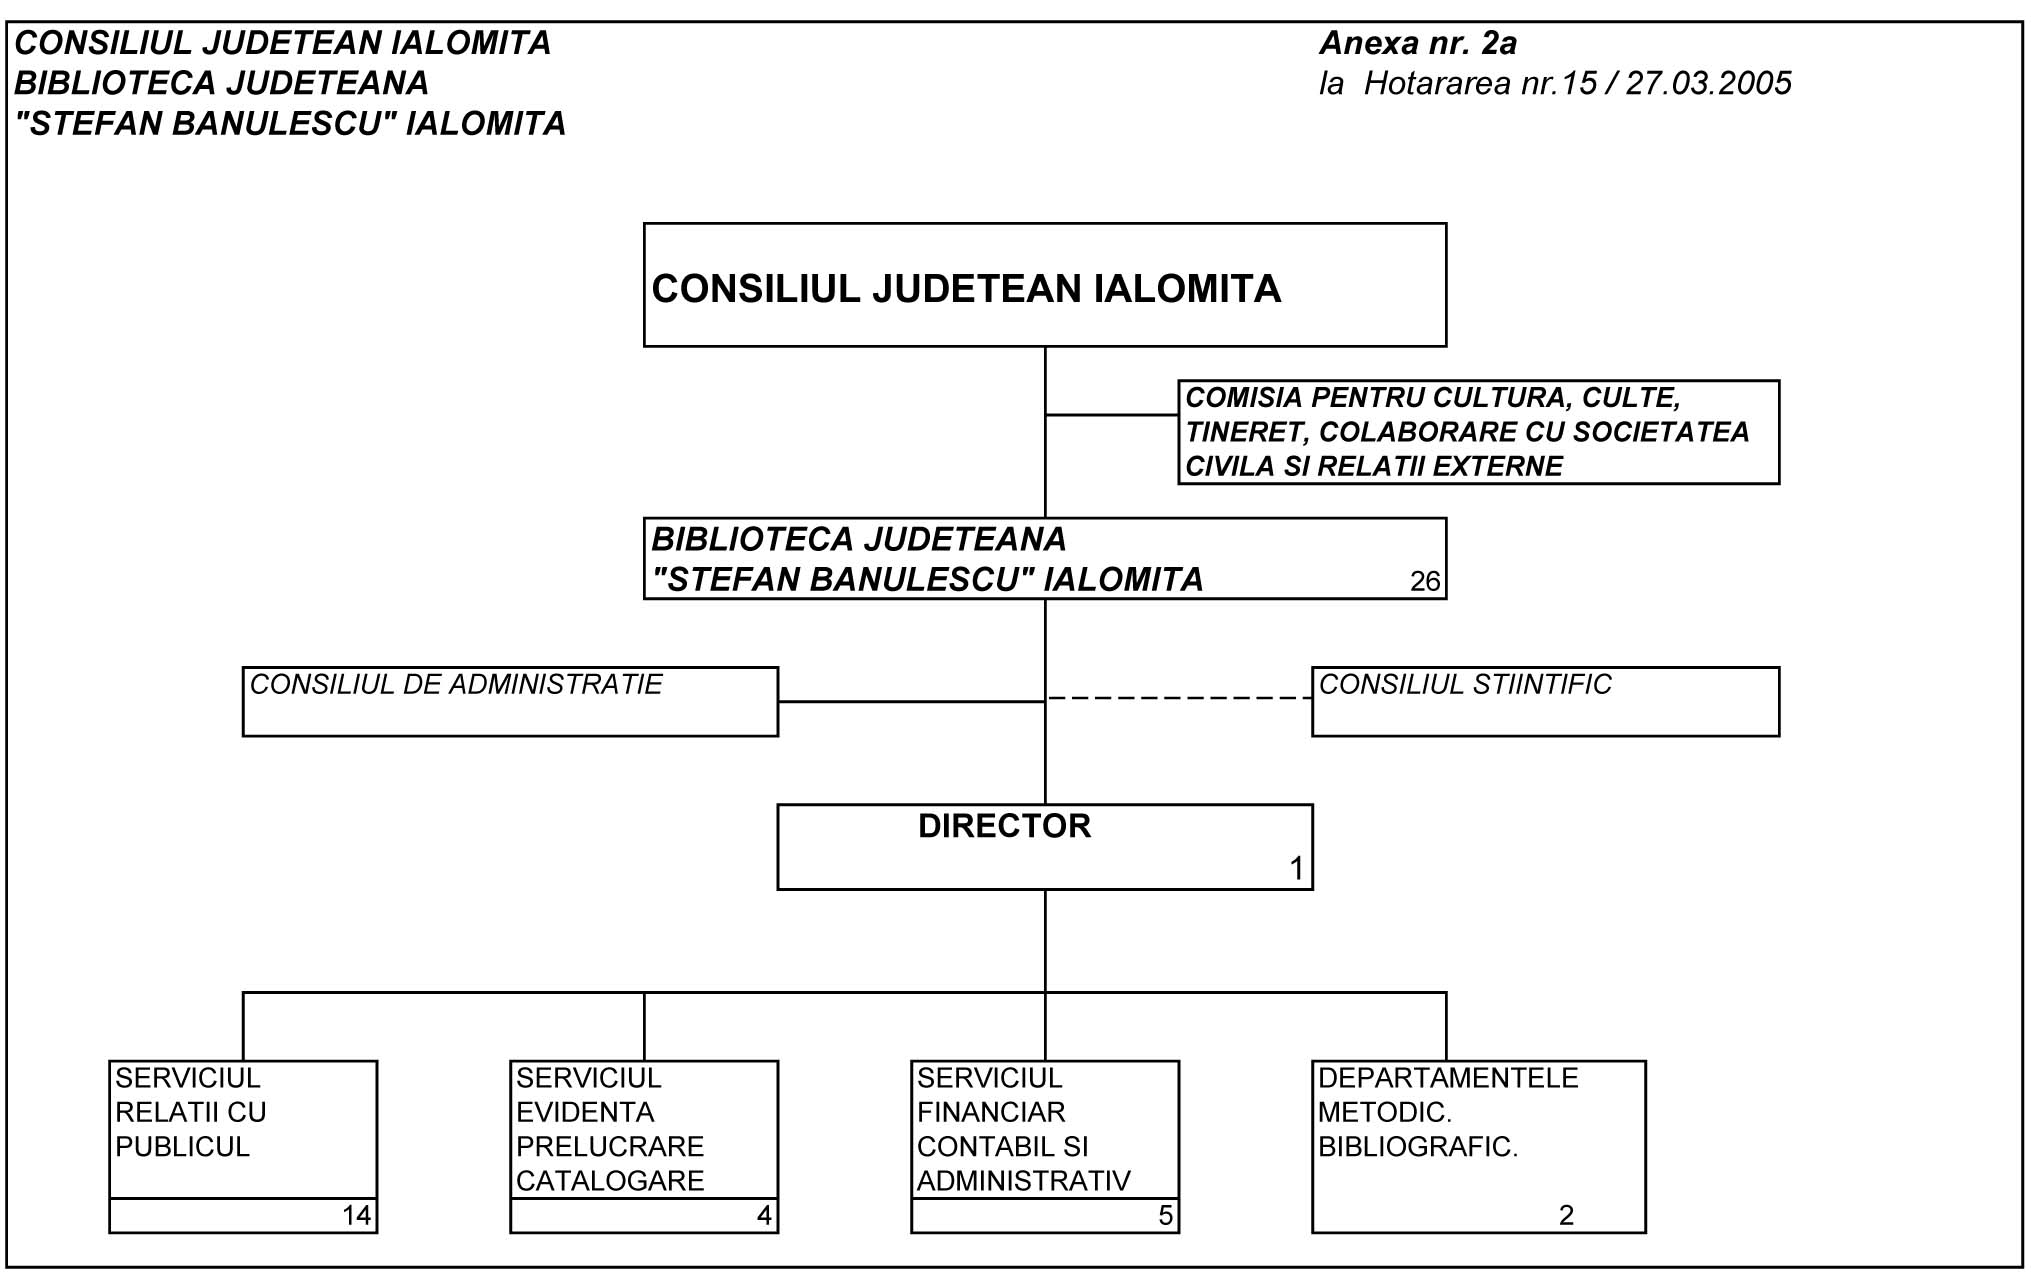 CONSILIUL JUDETEAN IALOMITA
BIBLIOTECA JUDETEANA
"STEFAN BANULESCU" IALOMITA
Anexa nr. 2a
la  Hotararea nr.15 / 27.03.2005
CONSILIUL JUDETEAN IALOMITA
COMISIA PENTRU CULTURA, CULTE,
TINERET, COLABORARE CU SOCIETATEA
CIVILA SI RELATII EXTERNE
BIBLIOTECA JUDETEANA
"STEFAN BANULESCU" IALOMITA 26
CONSILIUL DE ADMINISTRATIE
CONSILIUL STIINTIFIC
DIRECTOR
1
SERVICIUL
RELATII CU
PUBLICUL
14
SERVICIUL
EVIDENTA
PRELUCRARE
CATALOGARE
4
SERVICIUL
FINANCIAR
CONTABIL SI
ADMINISTRATIV
5
DEPARTAMENTELE
METODIC.
BIBLIOGRAFIC.
2